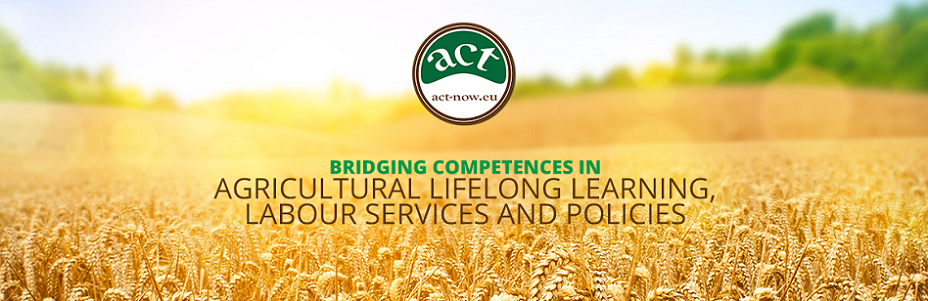 act
act-now.eu
BRIDGING COMPETENCES IN
AGRICULTURAL LIFELONG LEARNING,
LABOUR SERVICES AND POLICIES